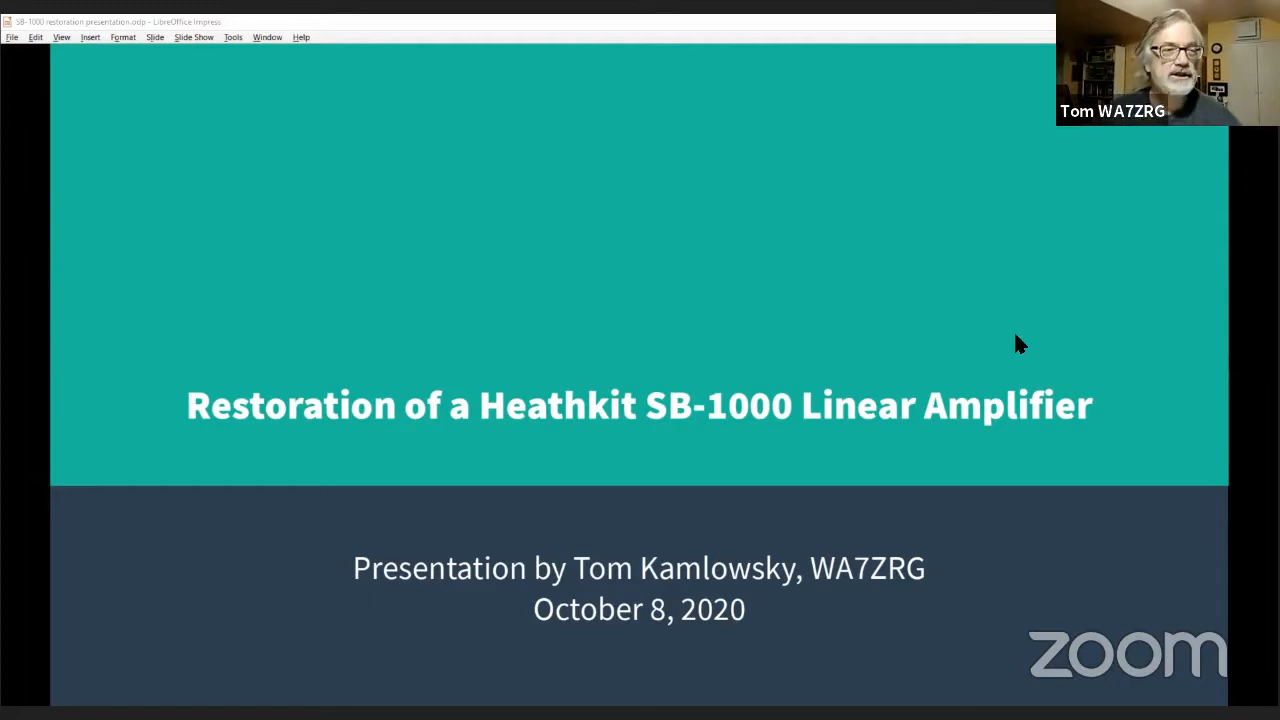 SB-1000 restoration presentation.odp - LibreOffice Impress
File Edit View Insert Format Slide Slide Show Tools Window Help
Tom WA7ZRG
Restoration of a Heathkit SB-1000 Linear Amplifier
Presentation by Tom Kamlowsky, WA7ZRG
October 8, 2020
zoom